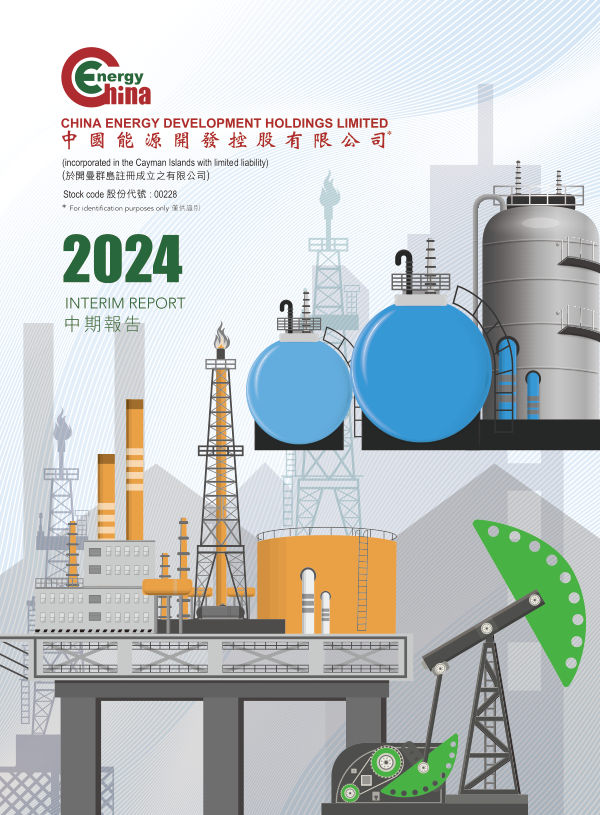 Energy
China
CHINA ENERGY DEVELOPMENT HOLDINGS LIMITED
中國能源開發控股有限公司*
(incorporated in the Cayman Islands with limited liability)
(於開曼群島註冊成立之有限公司)
Stock code 股份代號 : 00228
* For identification purposes only 僅供識別
2024
INTERIM REPORT
中期報告